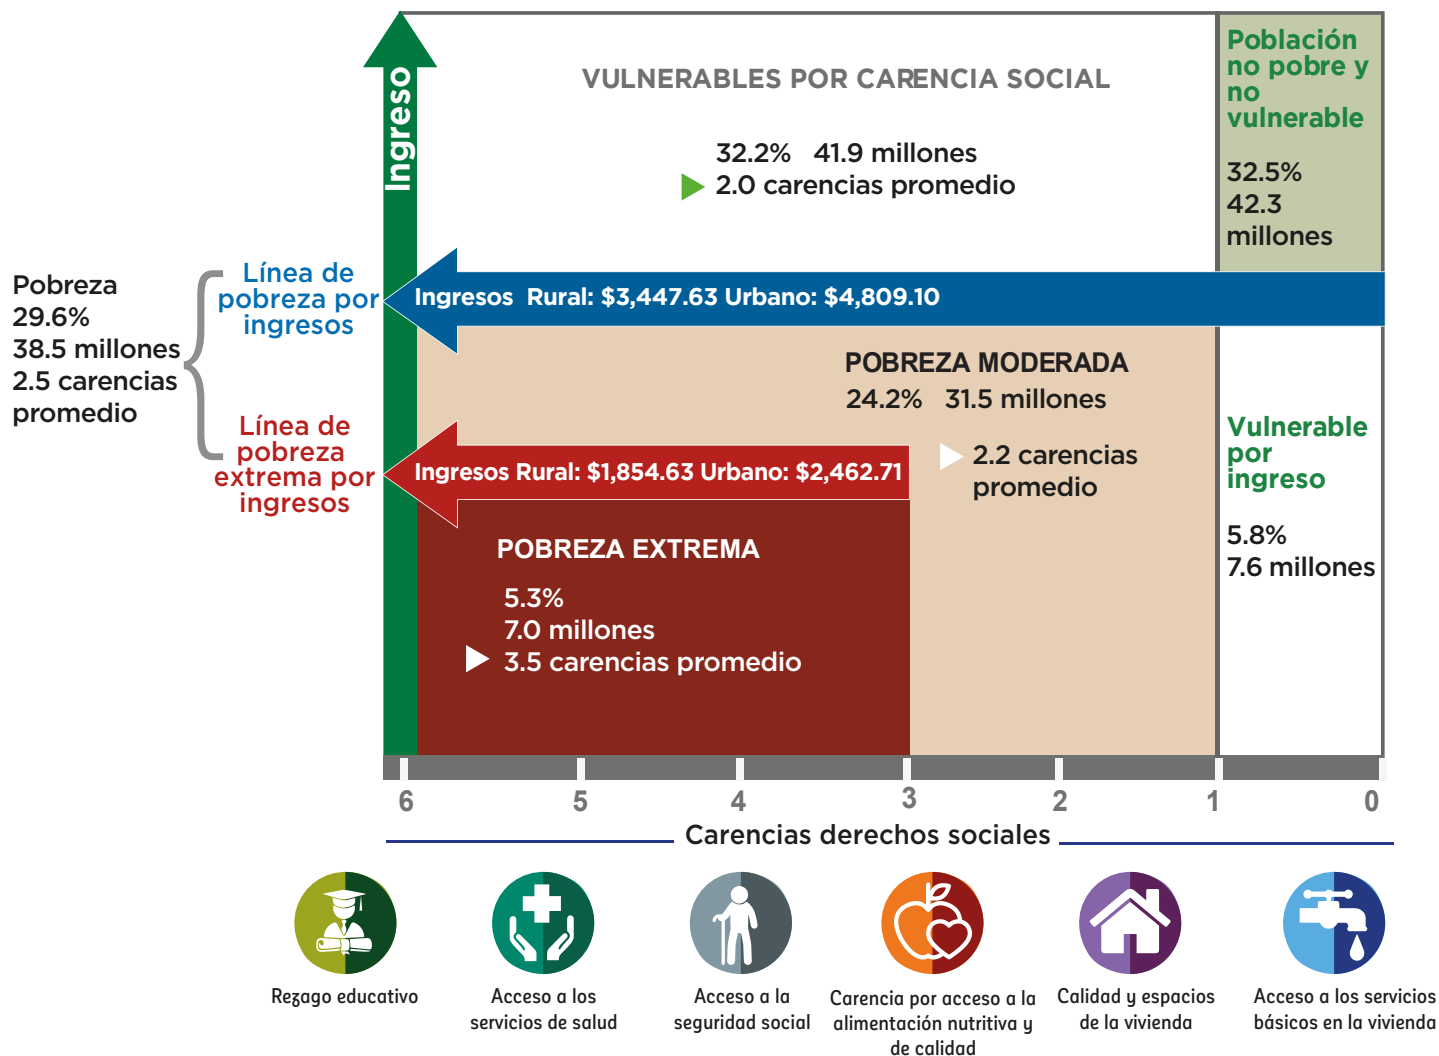 Ingreso
VULNERABLES POR CARENCIA SOCIAL
32.2% 41.9 millones
2.0 carencias promedio
Población
no pobre y
no
vulnerable
32.5%
42.3
millones
Pobreza
29.6%
38.5 millones
2.5 carencias
promedio
Línea de
pobreza por
ingresos
Ingresos Rural: $3,447.63 Urbano: $4,809.10
POBREZA MODERADA
24.2% 31.5 millones
2.2 carencias
promedio
Línea de
pobreza
extrema por
ingresos
Ingresos Rural: $1,854.63 Urbano: $2,462.71
POBREZA EXTREMA
5.3%
7.0 millones
3.5 carencias promedio
Vulnerable
por
ingreso
5.8%
7.6 millones
6 5 4 3 2 1 0
Carencias derechos sociales
Rezago educativo
Acceso a los
servicios de salud
Acceso a la
seguridad social
Carencia por acceso a la
alimentación nutritiva y
de calidad
Calidad y espacios
de la vivienda
Acceso a los servicios
básicos en la vivienda